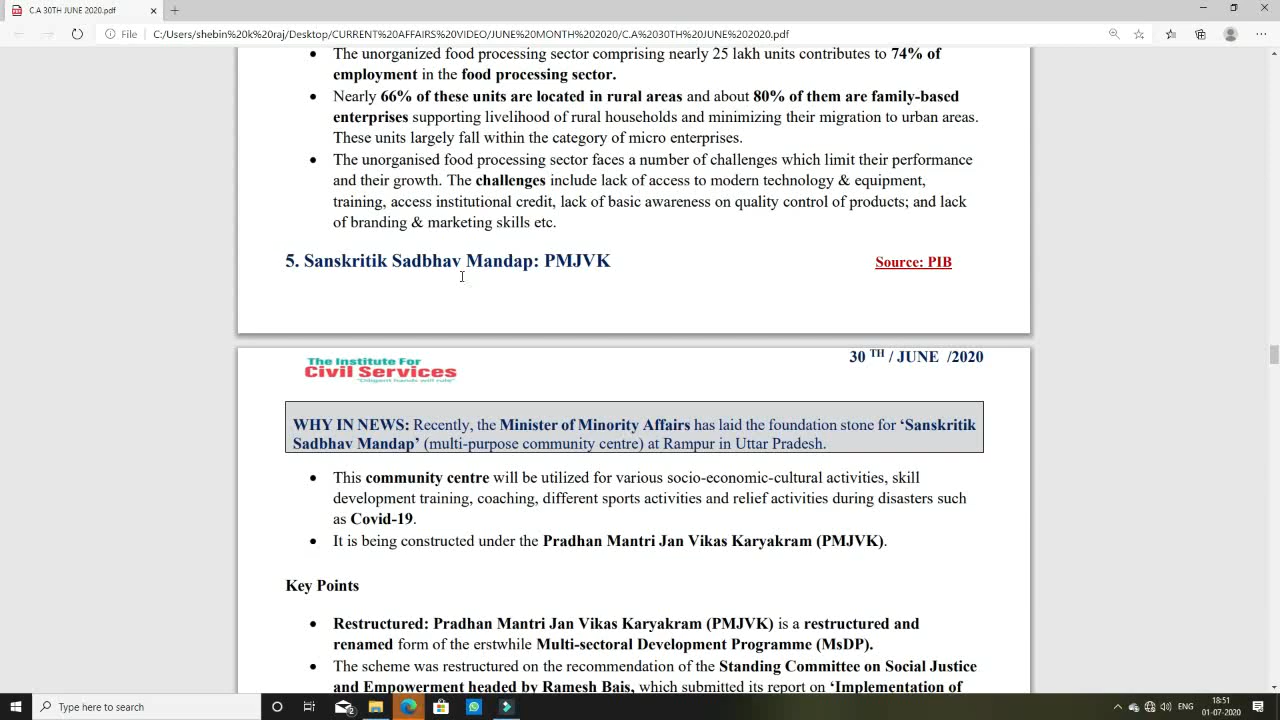 C.A 30TH JUNE 2020.pdf
File
C:/Users/shebin%20k%20raj/Desktop/CURRENT%20AFFAIRS%20VIDEO/JUNE%20MONTH%202020/C.A%2030TH%20JUNE%202020.pdf
• The unorganized food processing sector comprising nearly 25 lakh units contributes to 74% of
employment in the food processing sector.
• Nearly 66% of these units are located in rural areas and about 80% of them are family-based
enterprises supporting livelihood of rural households and minimizing their migration to urban areas.
These units largely fall within the category of micro enterprises.
• The unorganised food processing sector faces a number of challenges which limit their performance
and their growth. The challenges include lack of access to modern technology & equipment,
training, access institutional credit, lack of basic awareness on quality control of products; and lack
of branding & marketing skills etc.
5. Sanskritik Sadbhav Mandap: PMJVK Source: PIB
30 TH / JUNE /2020
The Institute For
Civil Services
"Diligent hands will rule"
WHY IN NEWS: Recently, the Minister of Minority Affairs has laid the foundation stone for ‘Sanskritik
Sadbhav Mandap’ (multi-purpose community centre) at Rampur in Uttar Pradesh.
• This community centre will be utilized for various socio-economic-cultural activities, skill
development training, coaching, different sports activities and relief activities during disasters such
as Covid-19.
• It is being constructed under the Pradhan Mantri Jan Vikas Karyakram (PMJVK).
Key Points
• Restructured: Pradhan Mantri Jan Vikas Karyakram (PMJVK) is a restructured and
renamed form of the erstwhile Multi-sectoral Development Programme (MsDP).
• The scheme was restructured on the recommendation of the Standing Committee on Social Justice
and Empowerment headed by Ramesh Bais, which submitted its report on ‘Implementation of
Type here to search
18:51
01-07-2020